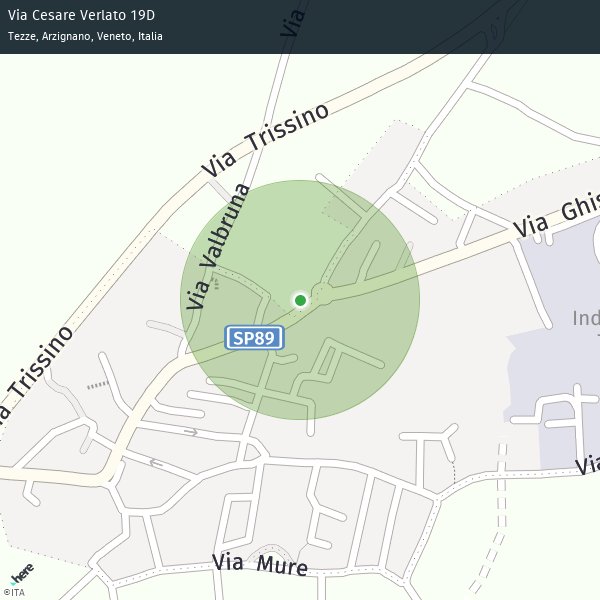 Via Cesare Verlato 19D
Tezze, Arzignano, Veneto, Italia
Via
Via Trissino
Via Valbruna
Via Ghis
SP89
Ind
Via Trissino
Via
Via Mure
here
©ITA